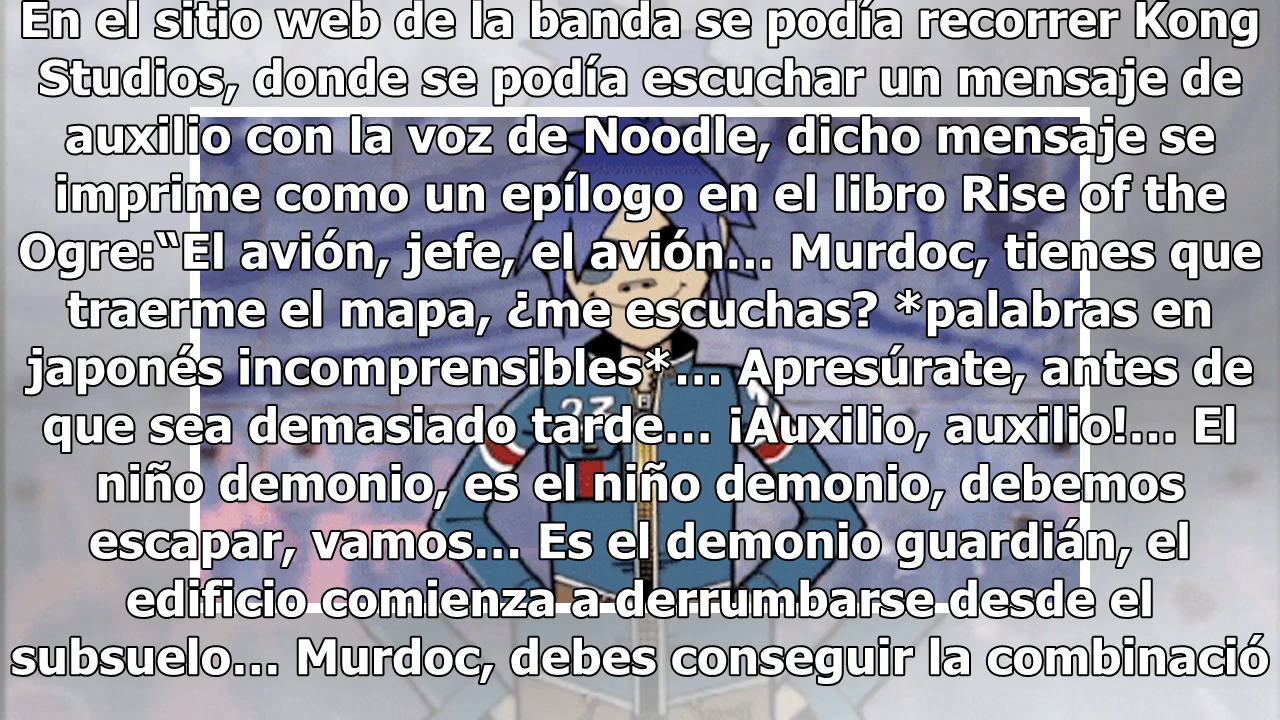 En el sitio web de la banda se podía recorrer Kong
Studios, donde se podía escuchar un mensaje de
auxilio con la voz de Noodle, dicho mensaje se
imprime como un epílogo en el libro Rise of the
Ogre:“El avión, jefe, el avión... Murdoc, tienes que
traerme el mapa, ¿me escuchas? *palabras en
japonés incomprensibles*... Apresúrate, antes de
que sea demasiado tarde... ¡Auxilio, auxilio!... El
niño demonio, es el niño demonio, debemos
escapar, vamos... Es el demonio guardián, el
edificio comienza a derrumbarse desde el
subsuelo... Murdoc, debes conseguir la combinació
23